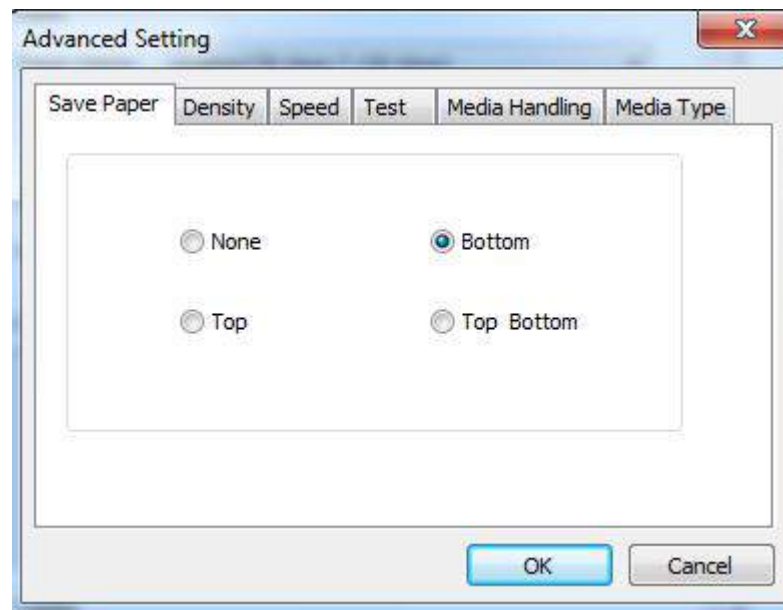 Advanced Setting
Save Paper Density Speed Test Media Handling Media Type
None Bottom
Top Top Bottom
OK Cancel